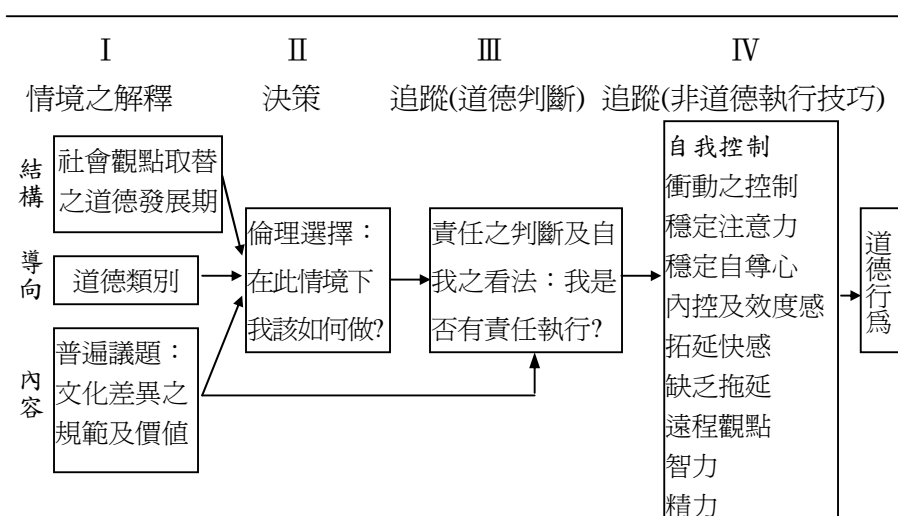 Ⅰ Ⅱ Ⅲ Ⅳ
情境之解釋 決策 追蹤(道德判斷) 追蹤(非道德執行技巧)
結構
社會觀點取替
之道德發展期
導向
道德類別
內容
普遍議題：
文化差異之
規範及價值
倫理選擇：
在此情境下
我該如何做?
責任之判斷及自
我之看法：我是
否有責任執行?
自我控制
衝動之控制
穩定注意力
穩定自尊心
內控及效度感
拓延快感
缺乏拖延
遠程觀點
智力
精力
道德行為